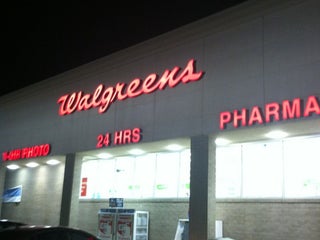 Walgreens
24 HRS
PHARMA
1-HR PHOTO